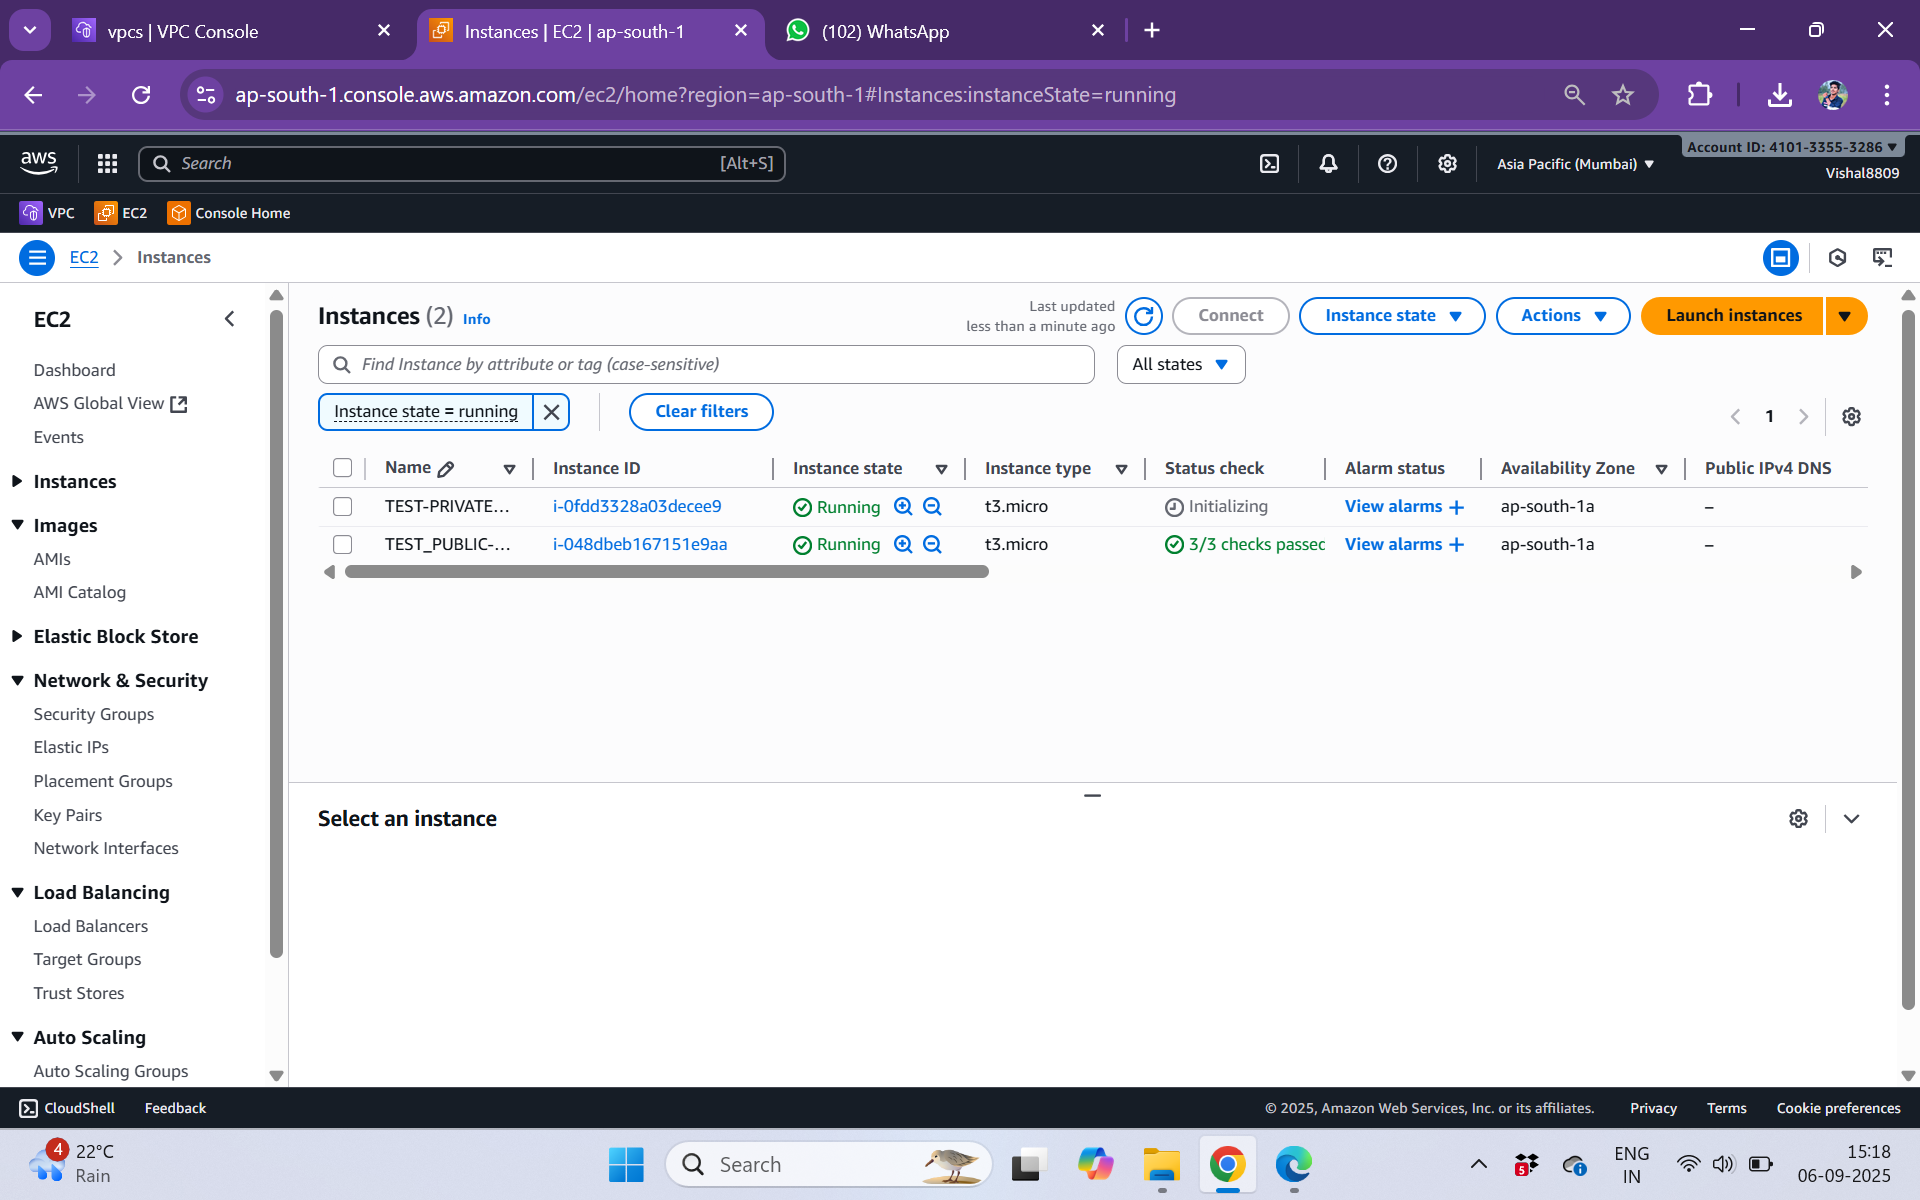 vpcs | VPC Console
Instances | EC2 | ap-south-1
(102) WhatsApp
ap-south-1.console.aws.amazon.com/ec2/home?region=ap-south-1#Instances:instanceState=running
aws
Search
[Alt+S]
Asia Pacific (Mumbai)
Account ID: 4101-3355-3286
Vishal8809
VPC
EC2
Console Home
EC2
Instances
EC2
Dashboard
AWS Global View
Events
Instances
Images
AMIs
AMI Catalog
Elastic Block Store
Network & Security
Security Groups
Elastic IPs
Placement Groups
Key Pairs
Network Interfaces
Load Balancing
Load Balancers
Target Groups
Trust Stores
Auto Scaling
Auto Scaling Groups
Instances (2) Info
Last updated
less than a minute ago
Connect
Instance state
Actions
Launch instances
Find Instance by attribute or tag (case-sensitive)
All states
Instance state = running
Clear filters
1
Name Instance ID Instance state Instance type Status check Alarm status Availability Zone Public IPv4 DNS
TEST-PRIVATE... i-0fdd3328a03decee9 Running t3.micro Initializing View alarms + ap-south-1a –
TEST_PUBLIC-... i-048dbeb167151e9aa Running t3.micro 3/3 checks passed View alarms + ap-south-1a –
Select an instance
CloudShell
Feedback
© 2025, Amazon Web Services, Inc. or its affiliates.
Privacy
Terms
Cookie preferences
4
22°C
Rain
Search
5
ENG
IN
15:18
06-09-2025